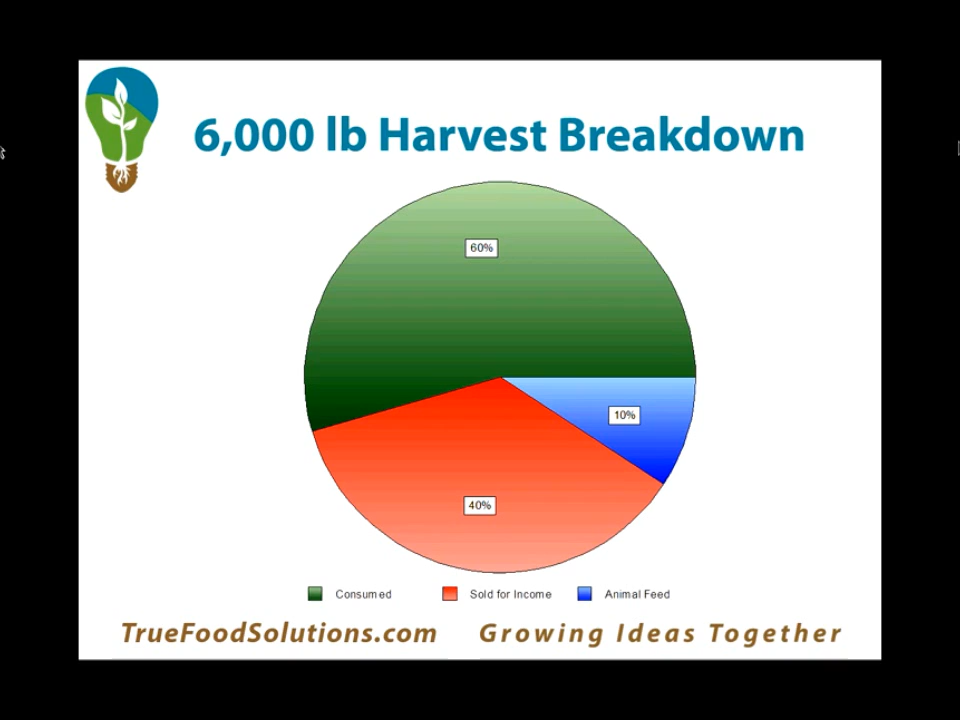 6,000 lb Harvest Breakdown
60%
10%
40%
Consumed Sold for Income Animal Feed
TrueFoodSolutions.com Growing Ideas Together